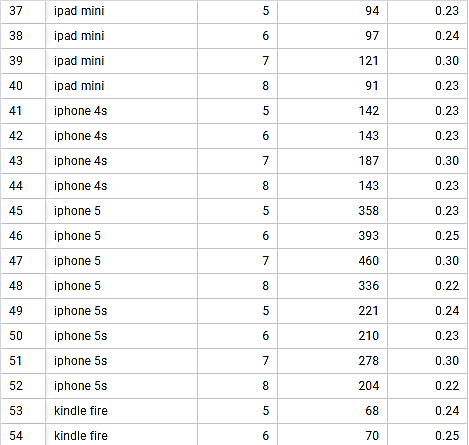 37 ipad mini 5 94 0.23
38 ipad mini 6 97 0.24
39 ipad mini 7 121 0.30
40 ipad mini 8 91 0.23
41 iphone 4s 5 142 0.23
42 iphone 4s 6 143 0.23
43 iphone 4s 7 187 0.30
44 iphone 4s 8 143 0.23
45 iphone 5 5 358 0.23
46 iphone 5 6 393 0.25
47 iphone 5 7 460 0.30
48 iphone 5 8 336 0.22
49 iphone 5s 5 221 0.24
50 iphone 5s 6 210 0.23
51 iphone 5s 7 278 0.30
52 iphone 5s 8 204 0.22
53 kindle fire 5 68 0.24
54 kindle fire 6 70 0.25